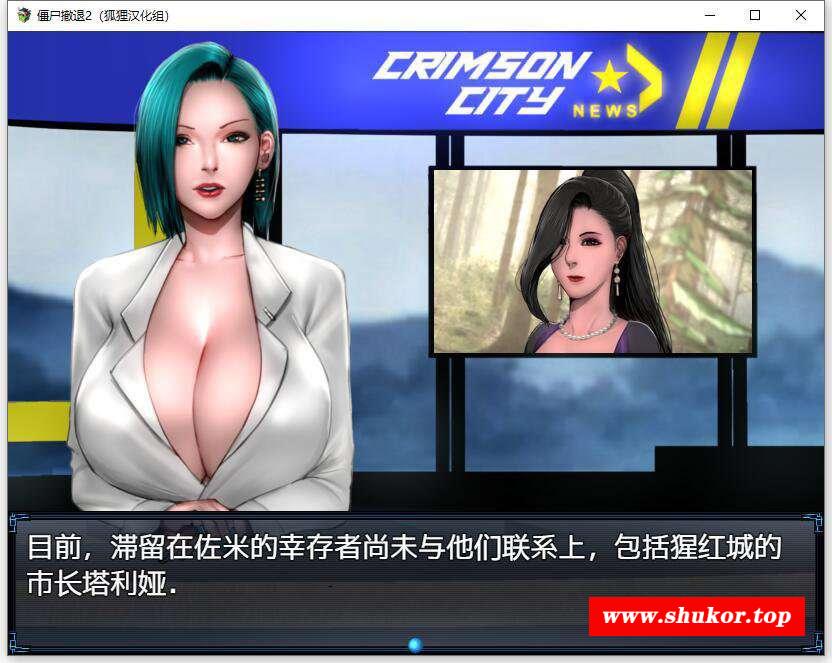 僵尸撤退2（狐狸汉化组）
CRIMSON
CITY
NEWS
目前，滞留在佐米的幸存者尚未与他们联系上，包括猩红城的
市长塔利娅．
www.shukor.top